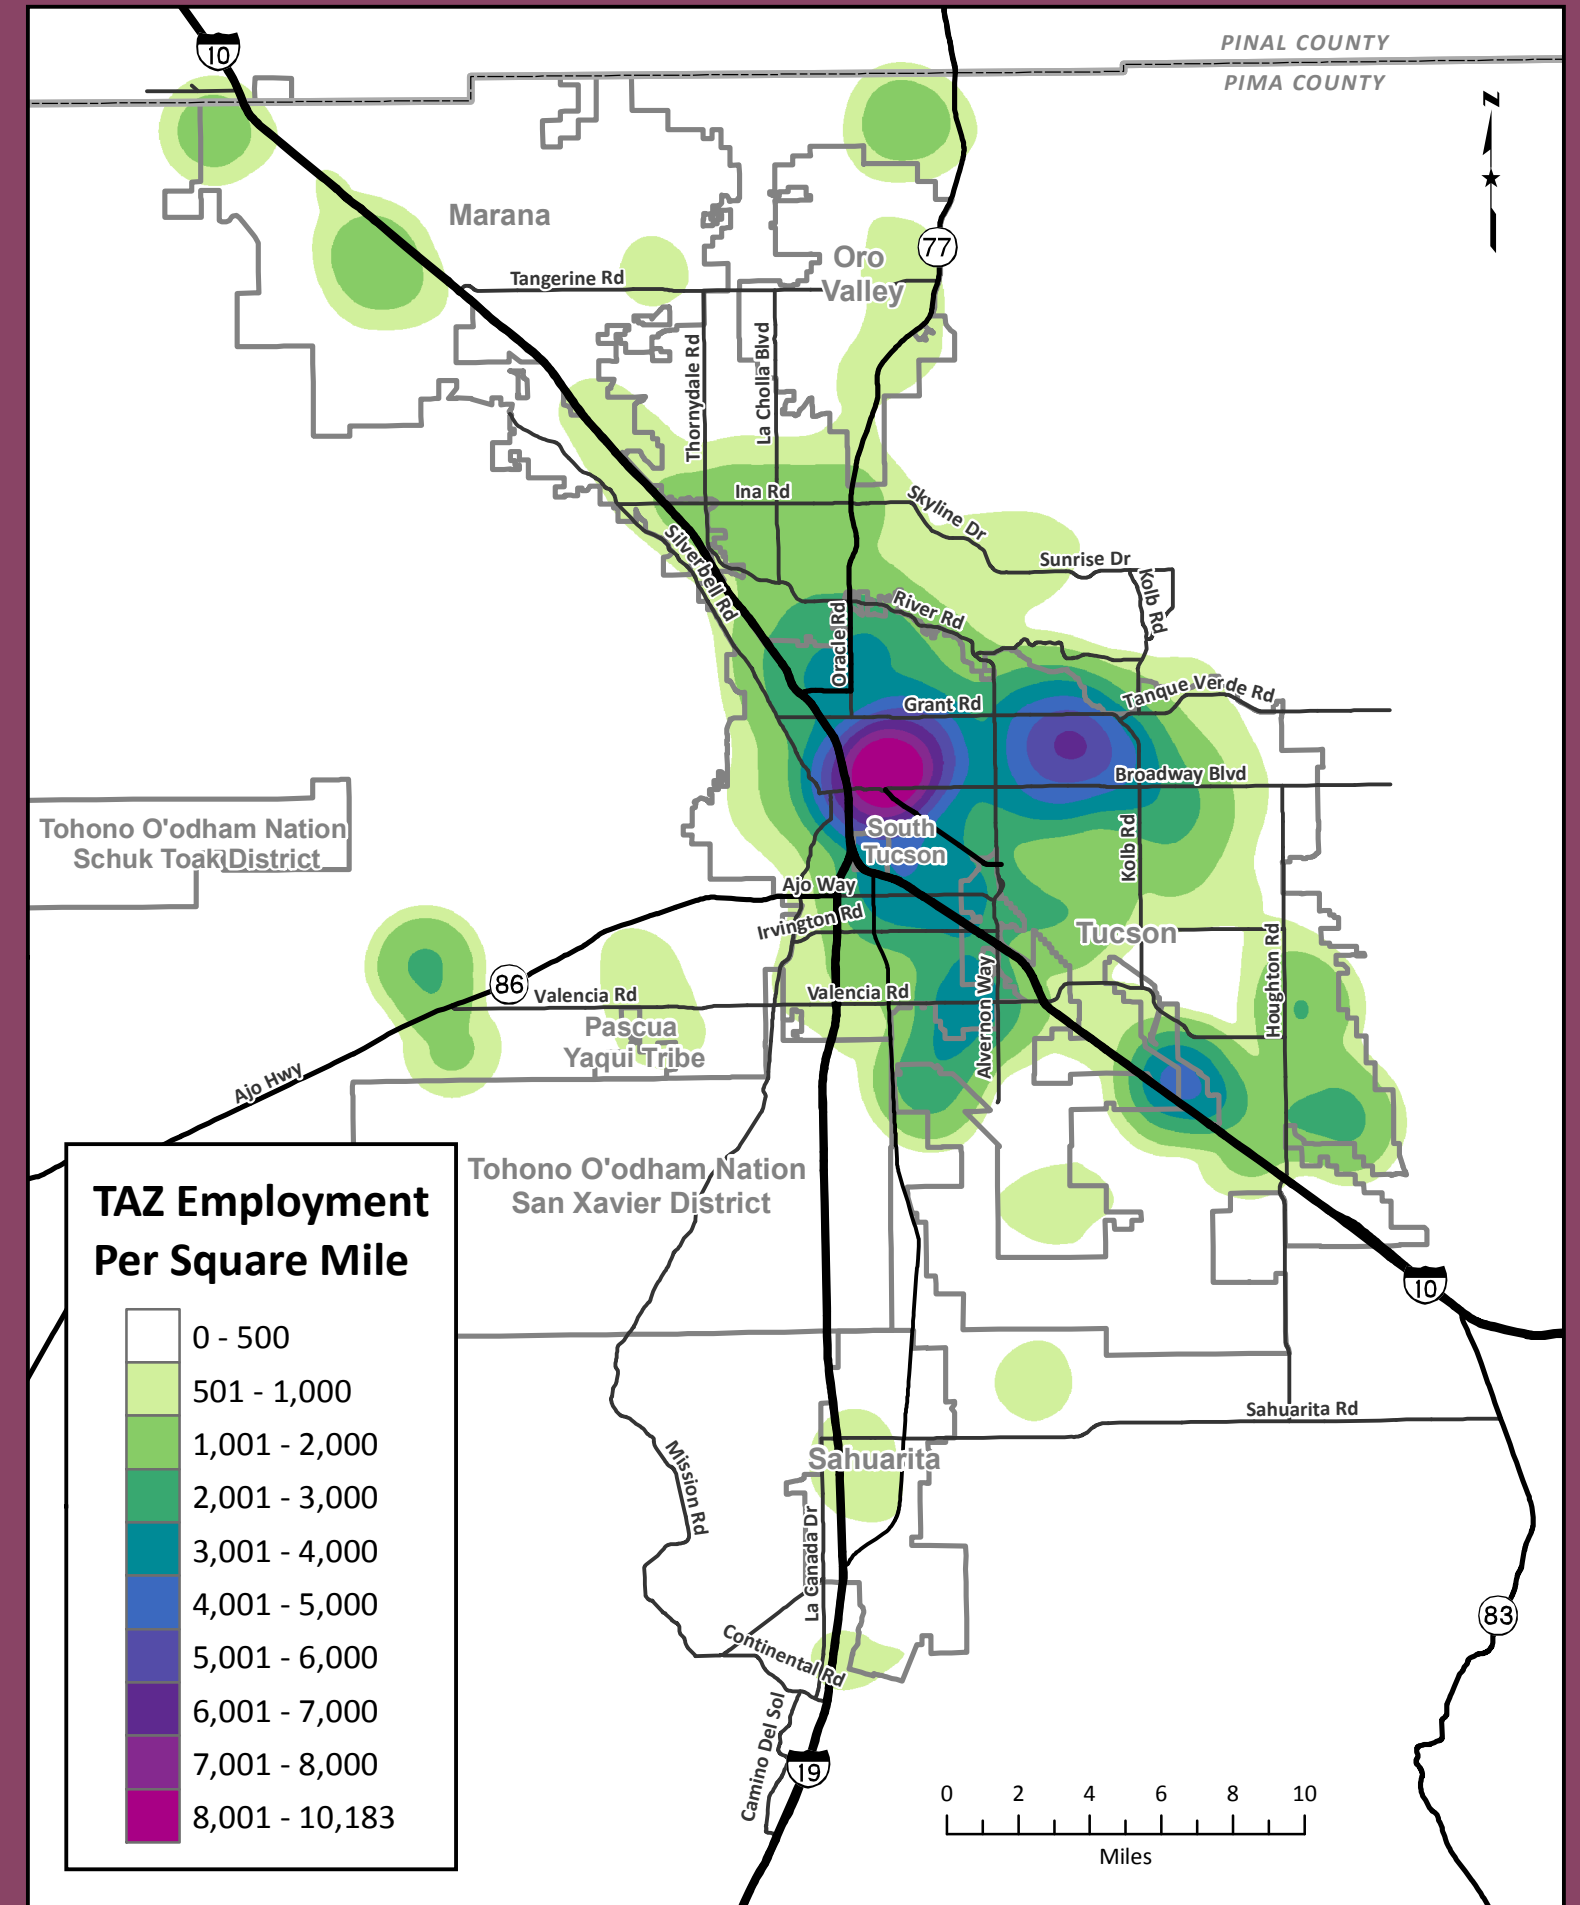 PINAL COUNTY
PIMA COUNTY
10
N
Marana
77
Oro
Valley
Tangerine Rd
Thornydale Rd
La Cholla Blvd
Ina Rd
Skyline Dr
Sunrise Dr
Kolb Rd
Silverbell Rd
River Rd
Oracle Rd
Grant Rd
Tanque Verde Rd
Broadway Blvd
Tohono O'odham Nation
Schuk Toak District
South
Tucson
Kolb Rd
Ajo Way
Irvington Rd
Tucson
Houghton Rd
86
Valencia Rd
Valencia Rd
Alvernon Way
Pascua
Yaqui Tribe
Ajo Hwy
Tohono O'odham Nation
San Xavier District
TAZ Employment
Per Square Mile
0 - 500
501 - 1,000
1,001 - 2,000
2,001 - 3,000
3,001 - 4,000
4,001 - 5,000
5,001 - 6,000
6,001 - 7,000
7,001 - 8,000
8,001 - 10,183
10
Sahuarita Rd
Sahuarita
Mission Rd
La Canada Dr
83
Continental Rd
Camino Del Sol
19
0 2 4 6 8 10
Miles